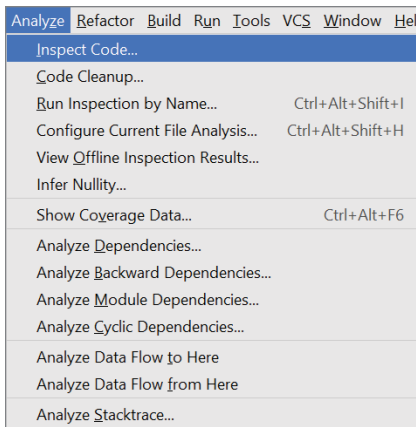 Analyze Refactor Build Run Tools VCS Window Hel
Inspect Code...
Code Cleanup...
Run Inspection by Name... Ctrl+Alt+Shift+I
Configure Current File Analysis... Ctrl+Alt+Shift+H
View Offline Inspection Results...
Infer Nullity...
Show Coverage Data... Ctrl+Alt+F6
Analyze Dependencies...
Analyze Backward Dependencies...
Analyze Module Dependencies...
Analyze Cyclic Dependencies...
Analyze Data Flow to Here
Analyze Data Flow from Here
Analyze Stacktrace...